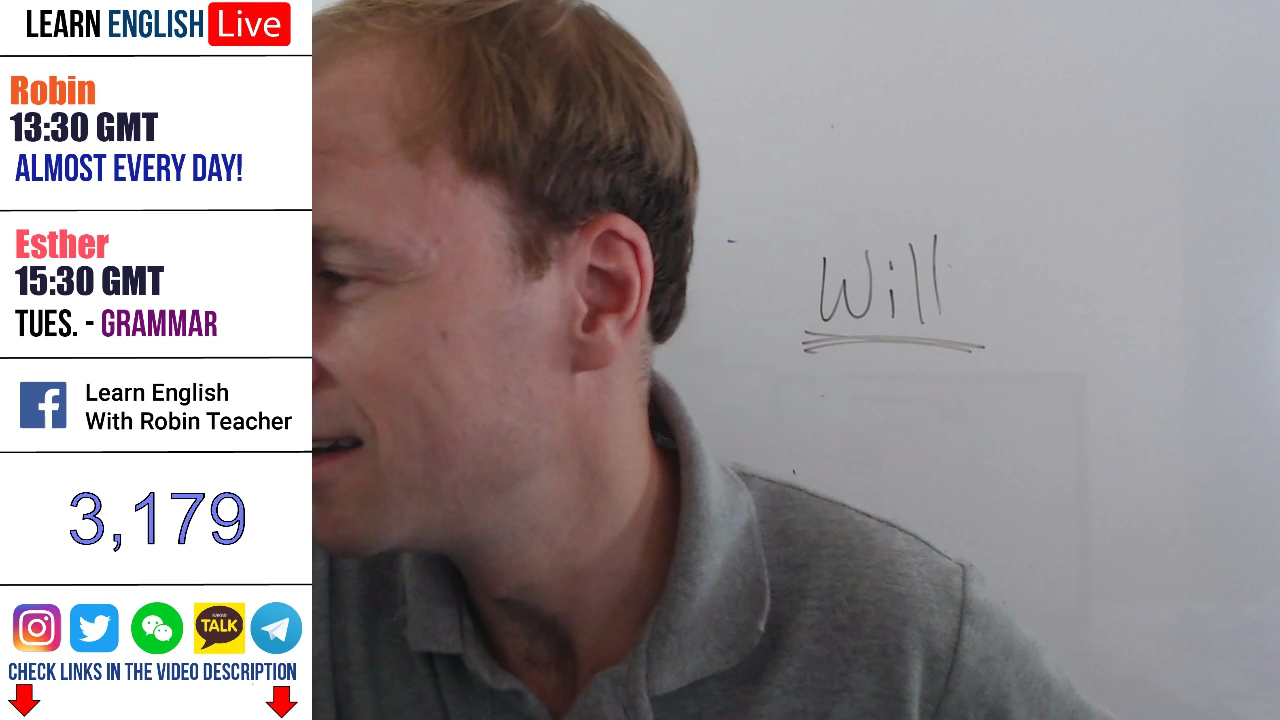 LEARN ENGLISH Live
Robin
13:30 GMT
ALMOST EVERY DAY!
Esther
15:30 GMT
TUES. - GRAMMAR
Learn English
With Robin Teacher
3,179
TALK
CHECK LINKS IN THE VIDEO DESCRIPTION
Will